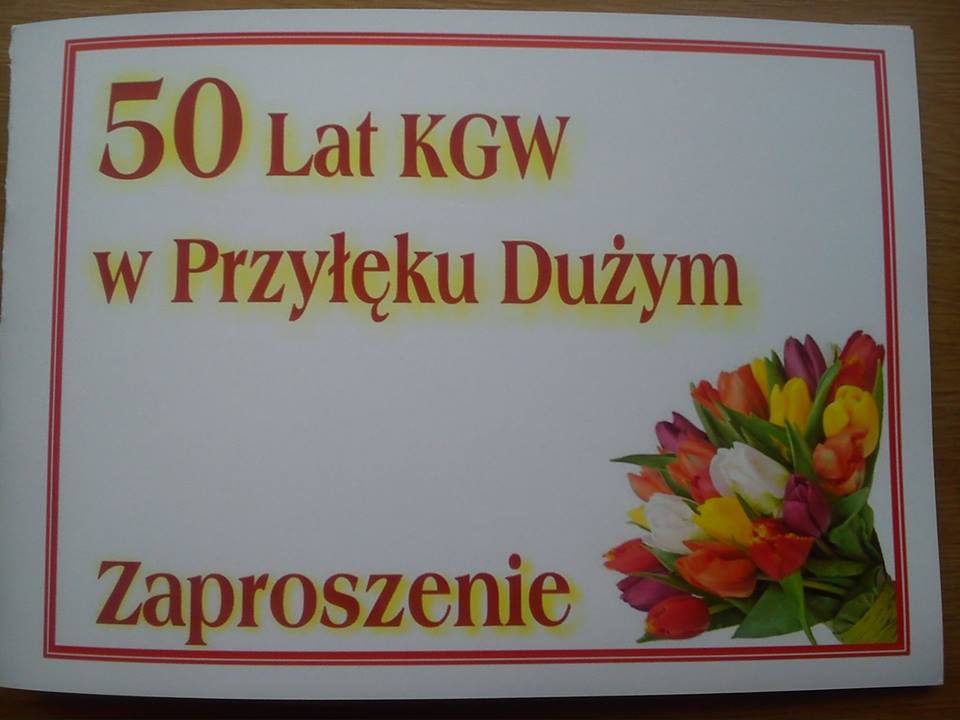 50 Lat KGW
w Przyłęku Dużym
Zaproszenie